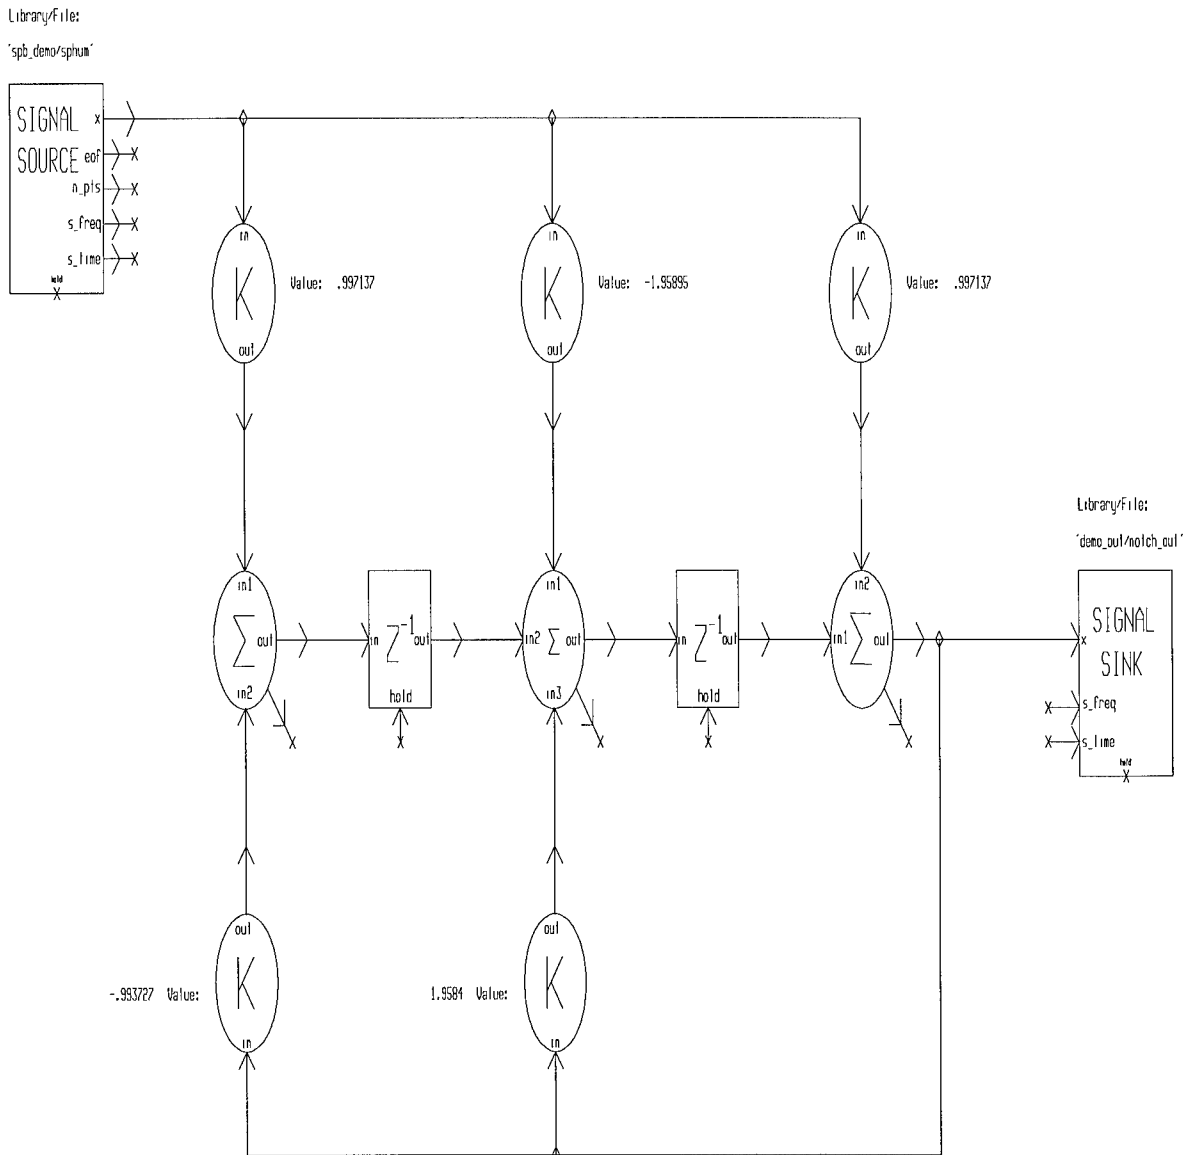 Library/File:
'spb_demo/sphum'
SIGNAL x
SOURCE eof
n_pts
s_freq
s_time
hold
x
in
K
out
Value: .997137
in
K
out
Value: -1.95895
in
K
out
Value: .997137
Library/File:
'demo_out/notch_out'
in1
Σ out
in2
in Z-1 out
hold
in1
in2 Σ out
in3
in Z-1 out
hold
in2
in1 Σ out
SIGNAL
x
SINK
s_freq
s_time
hold
out
K
in
-.993727 Value:
out
K
in
1.9584 Value: